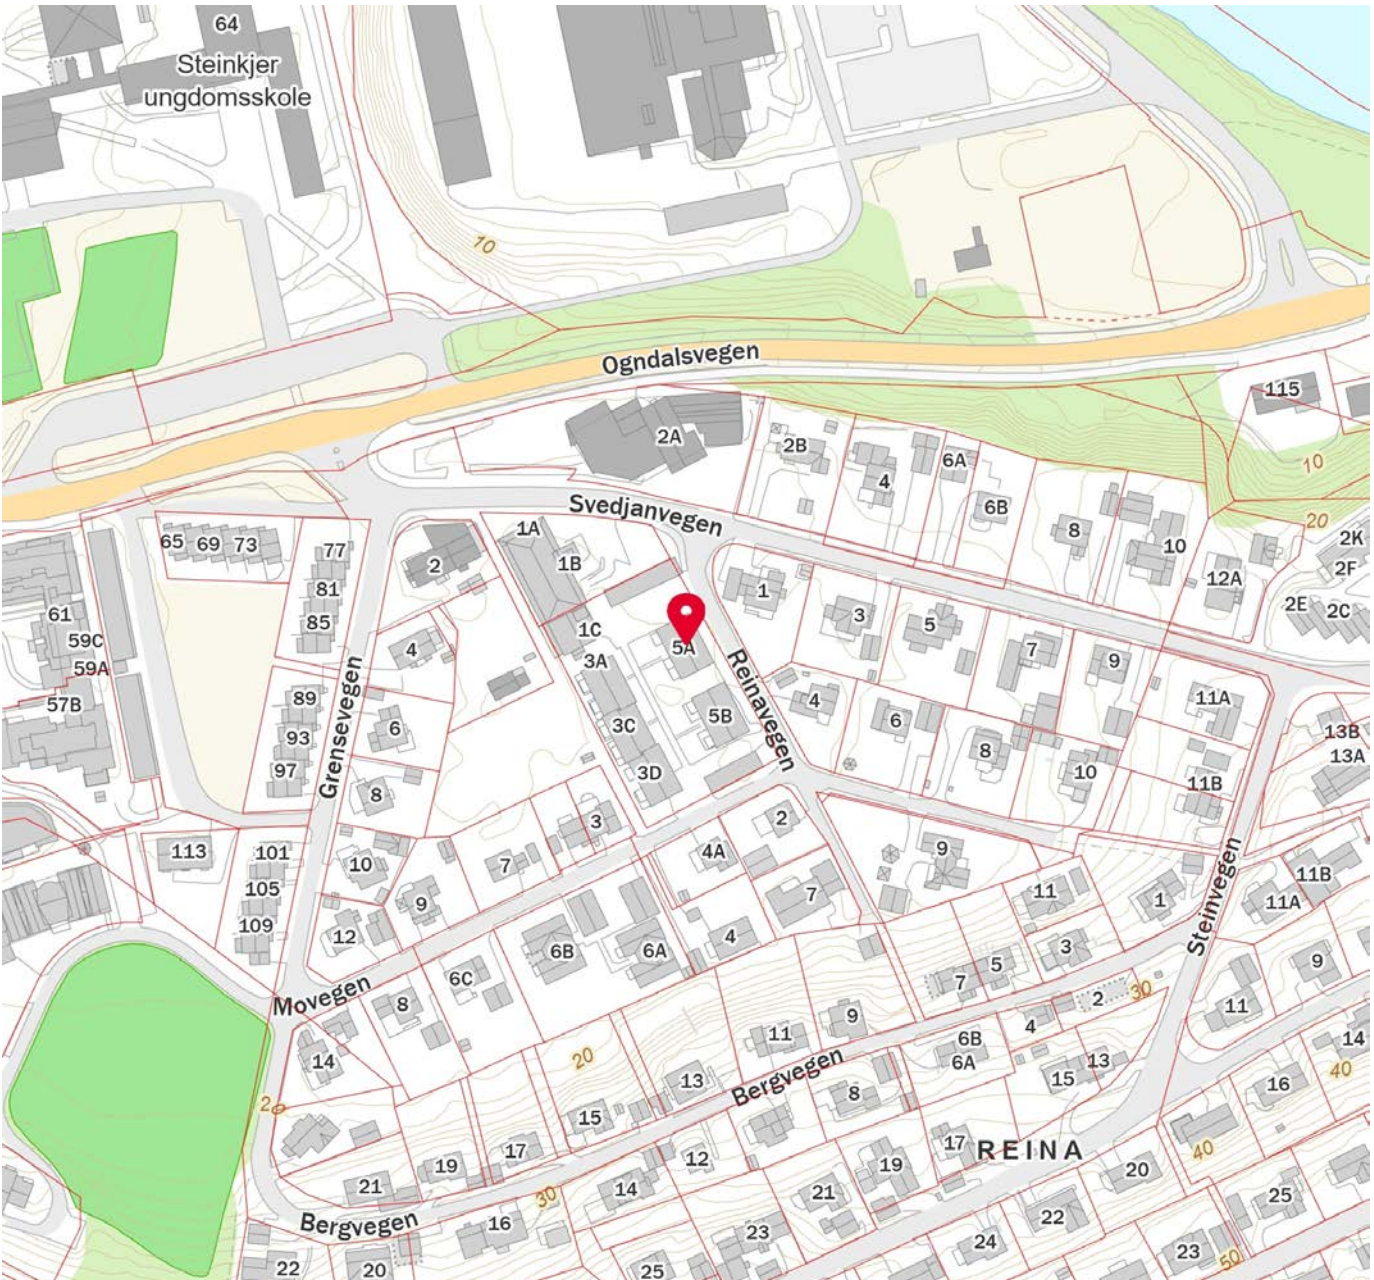 64
Steinkjer
ungdomsskole
10
Ogndalsvegen
115
2A
2B
4
6A
6B
8
10
10
20
Svedjanvegen
1A
1B
1C
2
65 69 73
77
81
85
61
59C
59A
57B
12A
2K
2F
2E
2C
1
3
5
7
9
11A
4
3A
5A
Reinavegen
89
93
97
Grensevegen
6
8
3C
3D
5B
4
6
8
10
11B
13B
13A
113
101
105
109
10
9
12
7
3
4A
2
7
9
11
1
Steinvegen
11B
11A
Movegen
8
6C
6B
6A
4
7
5
3
2
30
11
9
14
20
20
13
11
9
Bergvegen
8
6B
6A
4
15
13
14
16
40
15
17
19
21
12
14
30
Bergvegen
16
22
20
REINA
17
19
21
23
25
20
22
24
40
25
23
50